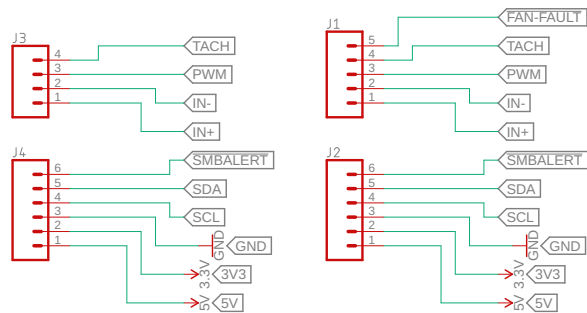 J3
4 TACH
3 PWM
2 IN-
1 IN+
J1
FAN-FAULT
5
4 TACH
3 PWM
2 IN-
1 IN+
J4
6 SMBALERT
5 SDA
4 SCL
3 GND GND
2 3.3V 3V3
1 5V 5V
J2
6 SMBALERT
5 SDA
4 SCL
3 GND GND
2 3.3V 3V3
1 5V 5V